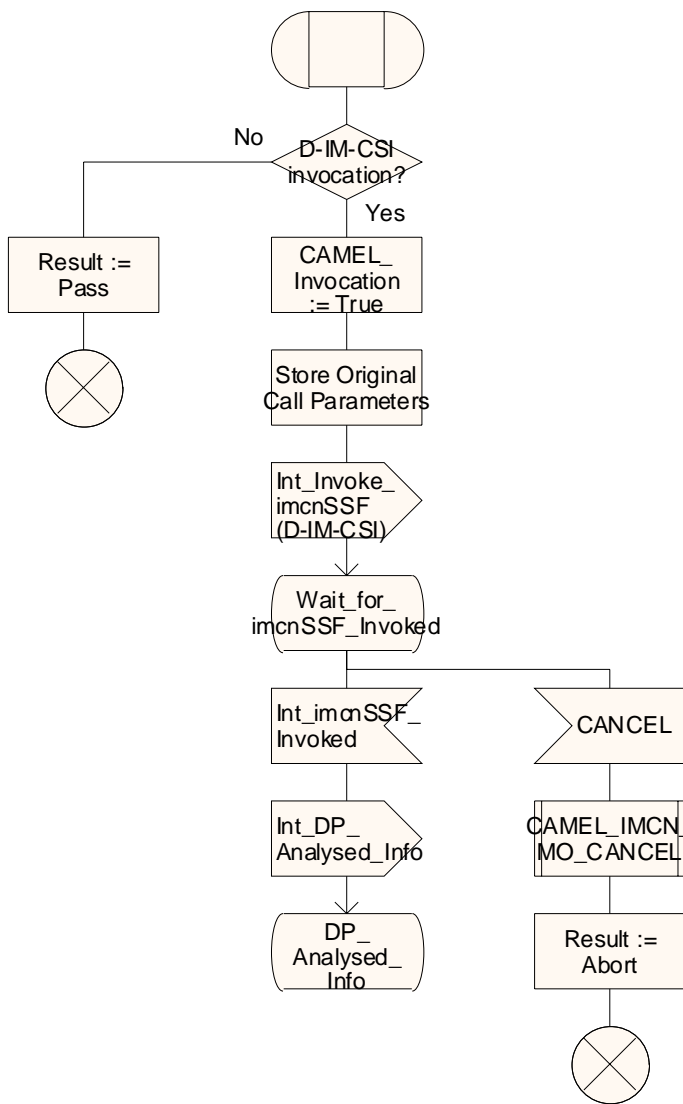 No
D-IM-CSI
invocation?
Yes
Result :=
Pass
CAMEL_
Invocation
:= True
Store Original
Call Parameters
Int_Invoke_
imcnSSF
(D-IM-CSI)
Wait_for_
imcnSSF_Invoked
Int_imcnSSF_
Invoked
CANCEL
Int_DP_
Analysed_Info
CAMEL_IMCN_
MO_CANCEL
DP_
Analysed_
Info
Result :=
Abort